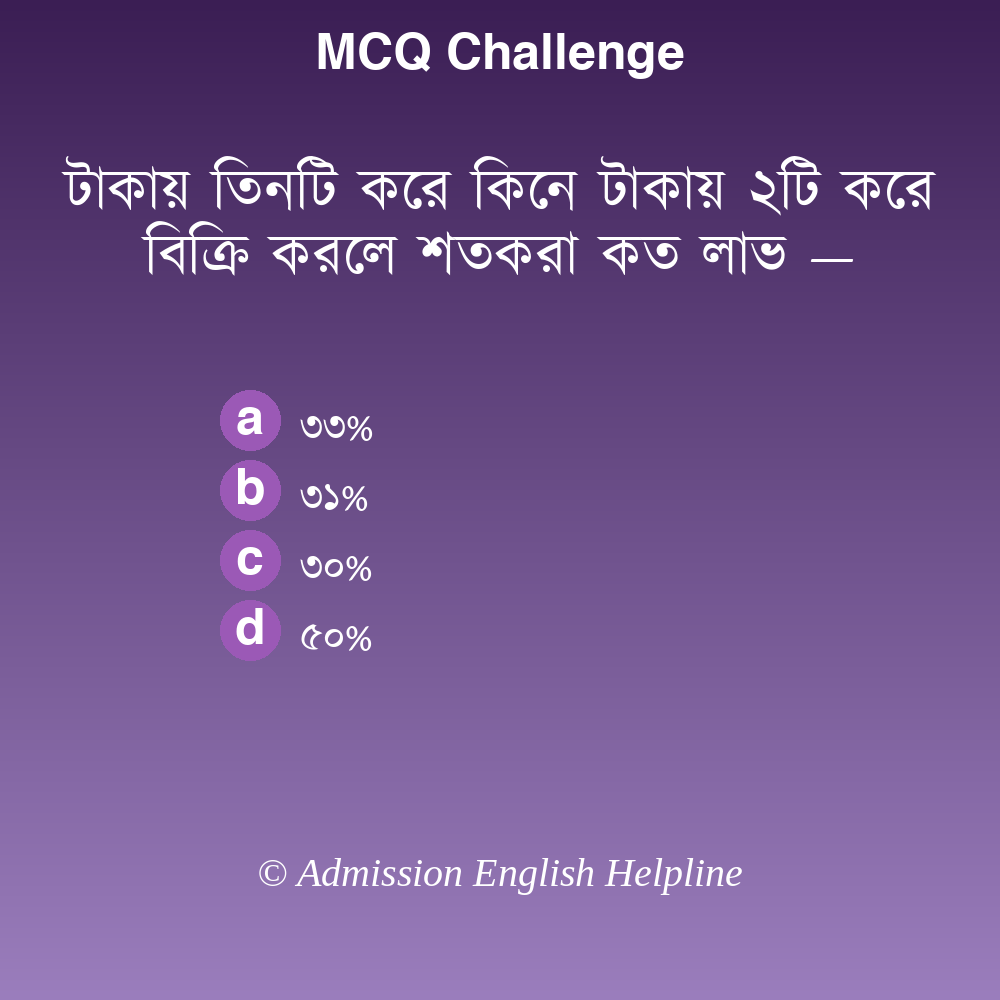 MCQ Challenge
টাকায় তিনটি করে কিনে টাকায় ২টি করে
বিক্রি করলে শতকরা কত লাভ —
a ৩৩%
b ৩১%
c ৩০%
d ৫০%
© Admission English Helpline